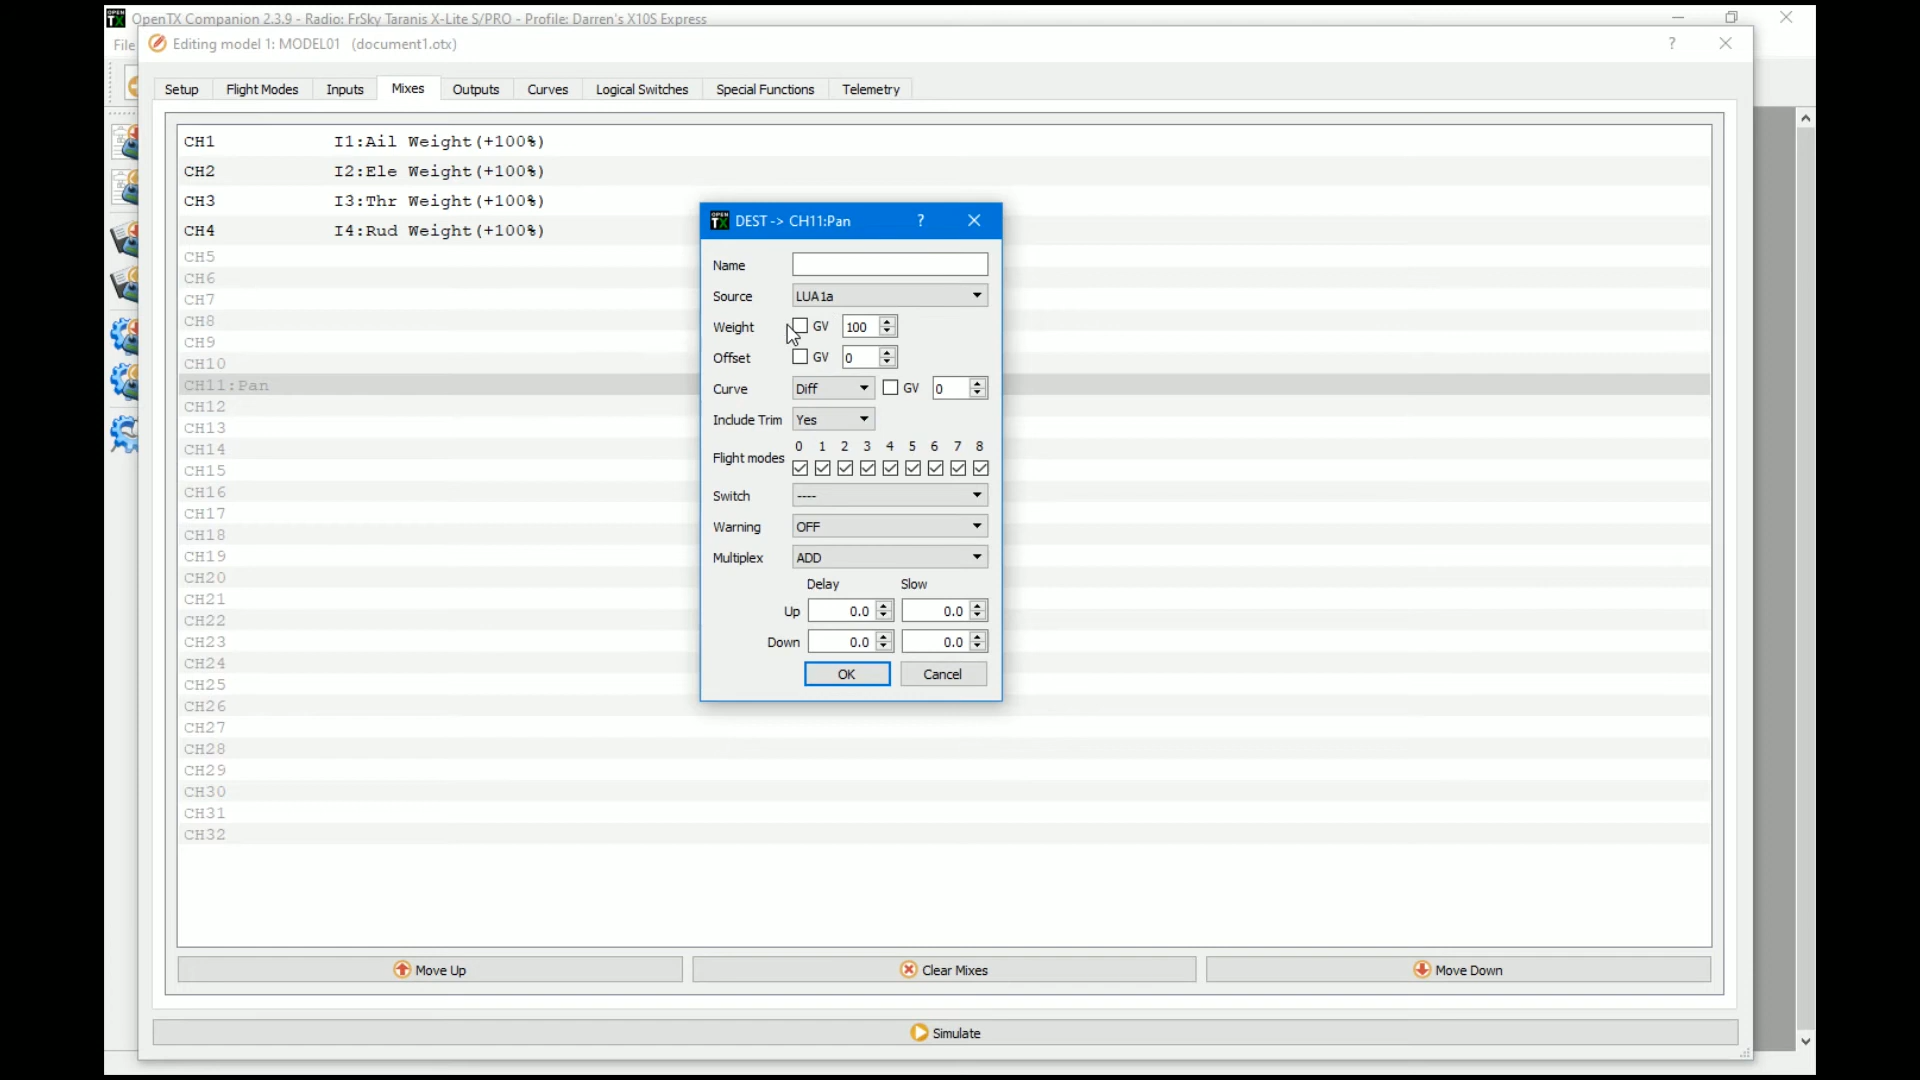 OpenTX Companion 2.3.9 - Radio: FrSky Taranis X-Lite S/PRO - Profile: Darren's X10S Express
File
Editing model 1: MODEL01 (document1.otx)
Setup Flight Modes Inputs Mixes Outputs Curves Logical Switches Special Functions Telemetry
CH1 I1:Ail Weight(+100%)
CH2 I2:Ele Weight(+100%)
CH3 I3:Thr Weight(+100%)
CH4 I4:Rud Weight(+100%)
CH5
CH6
CH7
CH8
CH9
CH10
CH11:Pan
CH12
CH13
CH14
CH15
CH16
CH17
CH18
CH19
CH20
CH21
CH22
CH23
CH24
CH25
CH26
CH27
CH28
CH29
CH30
CH31
CH32
DEST -> CH11:Pan
Name
Source LUA1a
Weight GV 100
Offset GV 0
Curve Diff GV 0
Include Trim Yes
0 1 2 3 4 5 6 7 8
Flight modes
Switch ----
Warning OFF
Multiplex ADD
Delay Slow
Up 0.0 0.0
Down 0.0 0.0
OK Cancel
Move Up Clear Mixes Move Down
Simulate